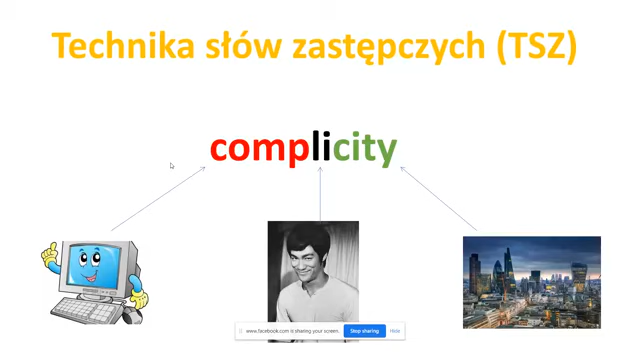 Technika słów zastępczych (TSZ)
complicity
www.facebook.com is sharing your screen. Stop sharing Hide